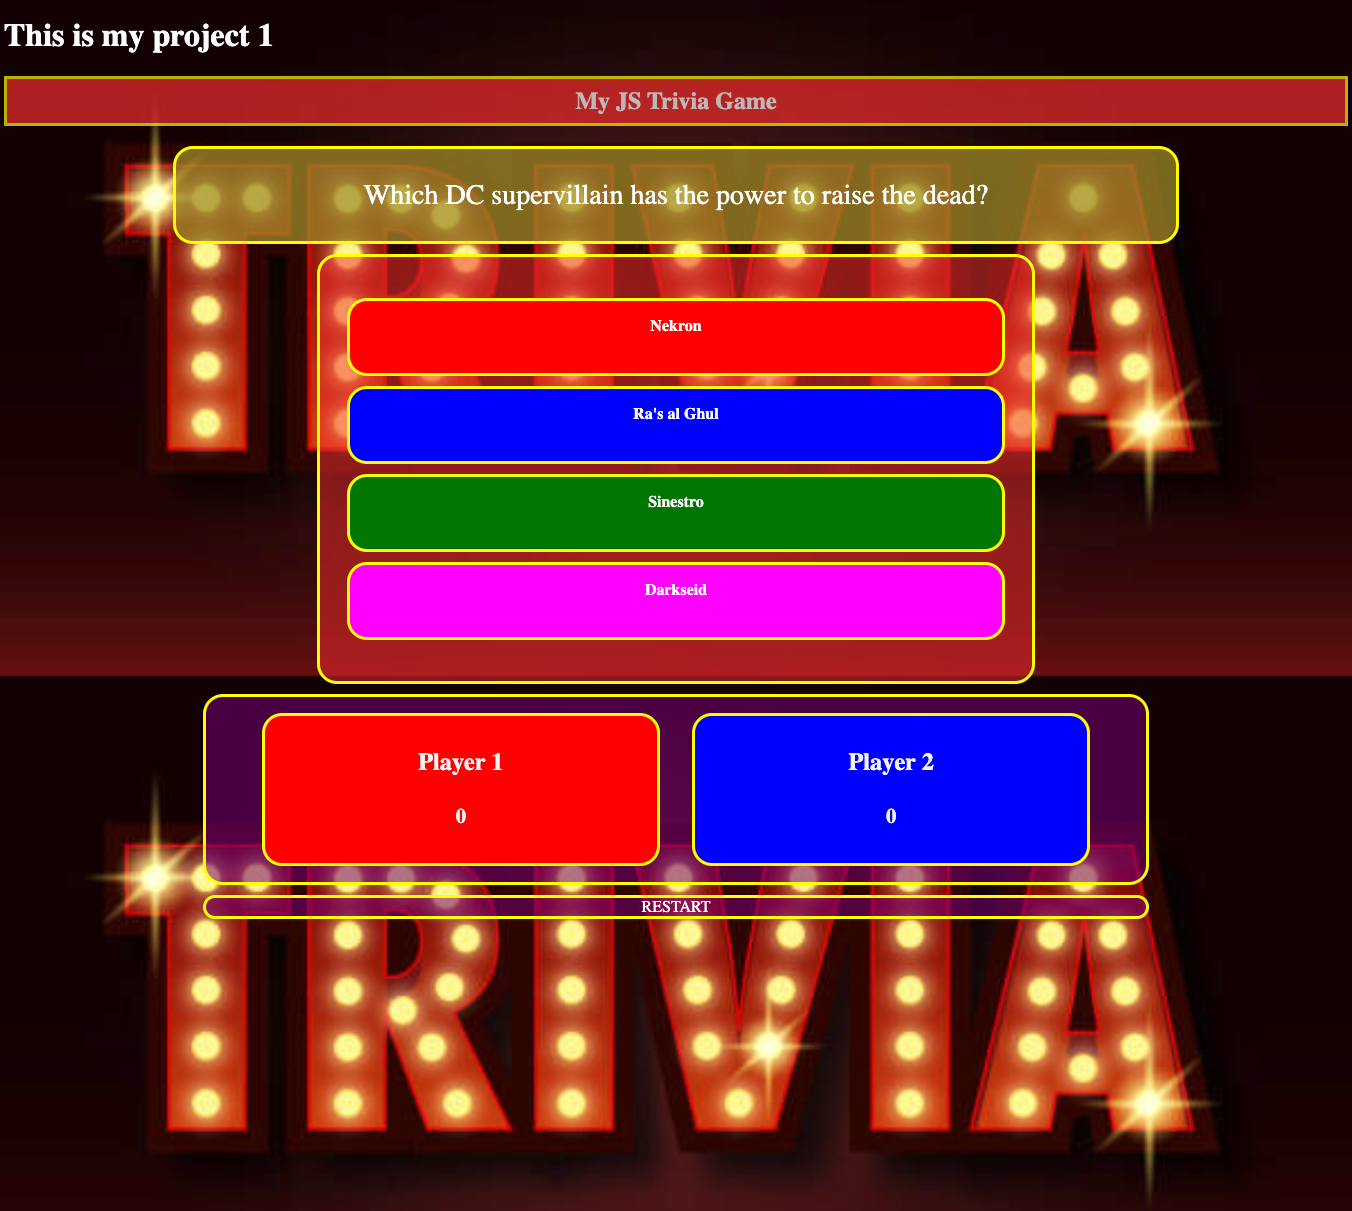 This is my project 1
My JS Trivia Game
TRIVIA
Which DC supervillain has the power to raise the dead?
Nekron
Ra's al Ghul
Sinestro
Darkseid
Player 1
Player 2
0
0
RESTART
TRIVIA